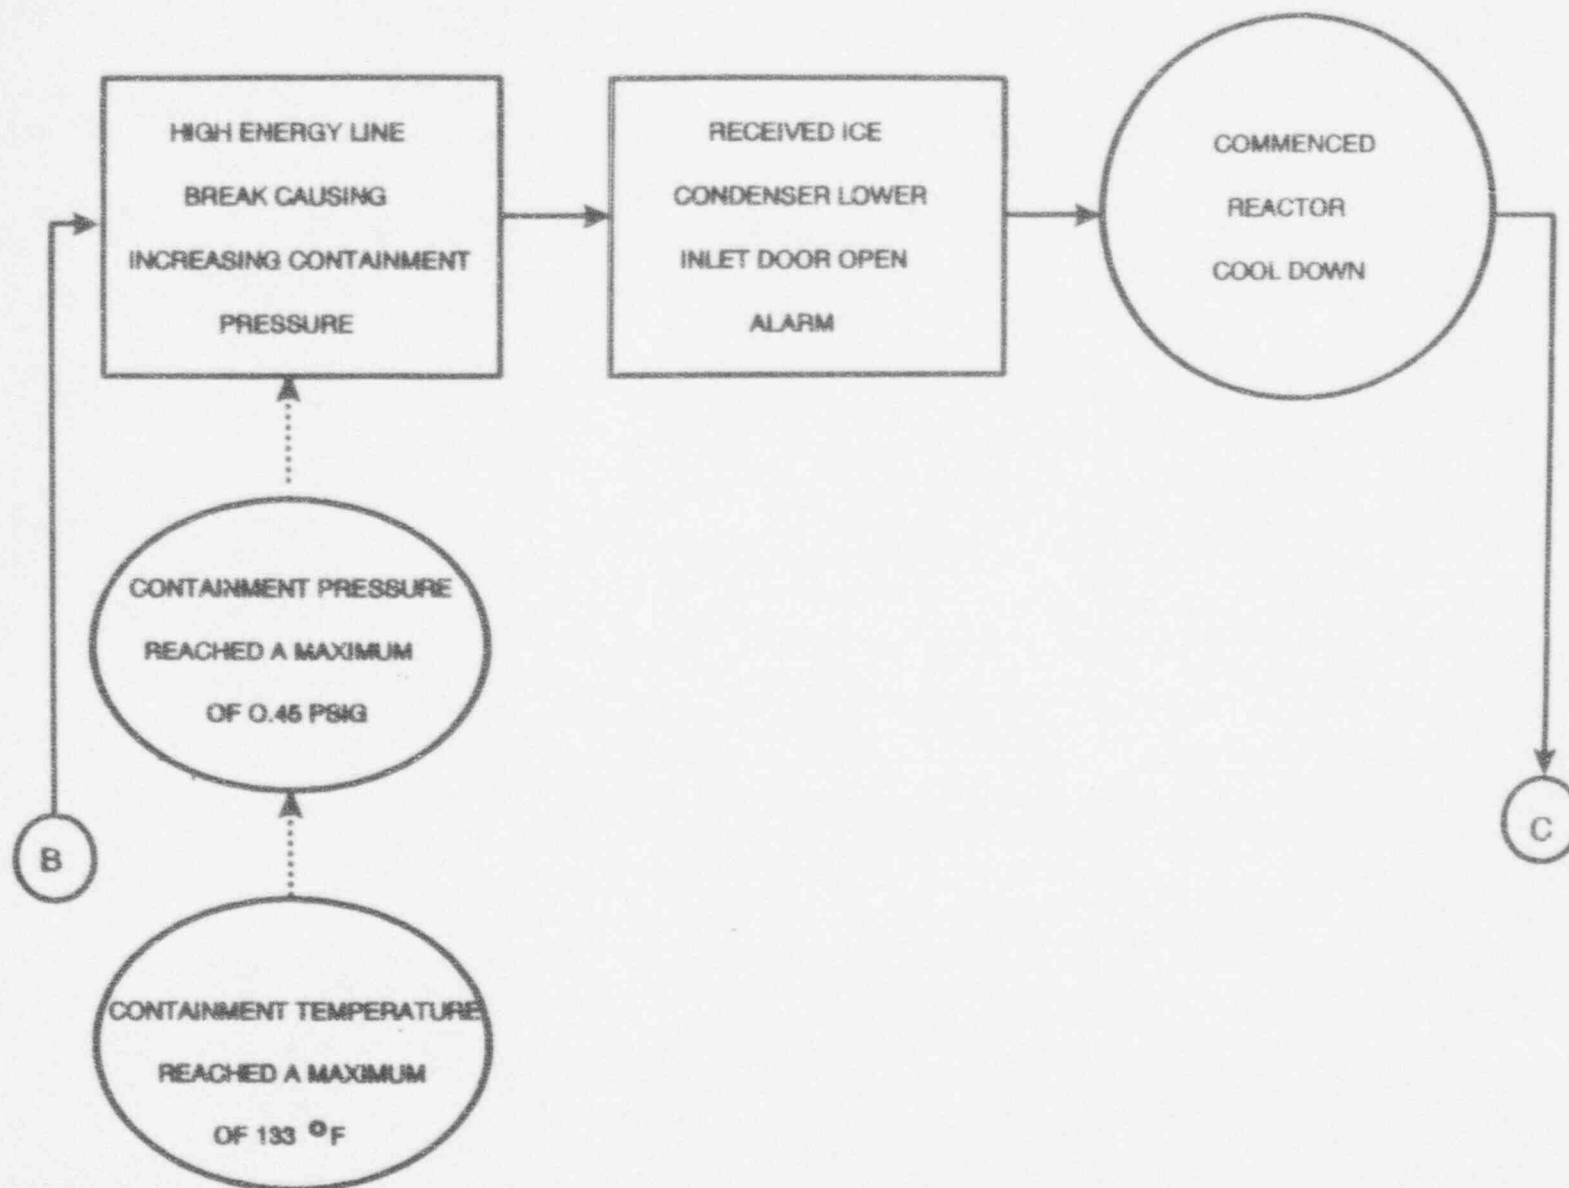 HIGH ENERGY LINE
BREAK CAUSING
INCREASING CONTAINMENT
PRESSURE
RECEIVED ICE
CONDENSER LOWER
INLET DOOR OPEN
ALARM
COMMENCED
REACTOR
COOL DOWN
CONTAINMENT PRESSURE
REACHED A MAXIMUM
OF 0.45 PSIG
B
C
CONTAINMENT TEMPERATURE
REACHED A MAXIMUM
OF 133 °F